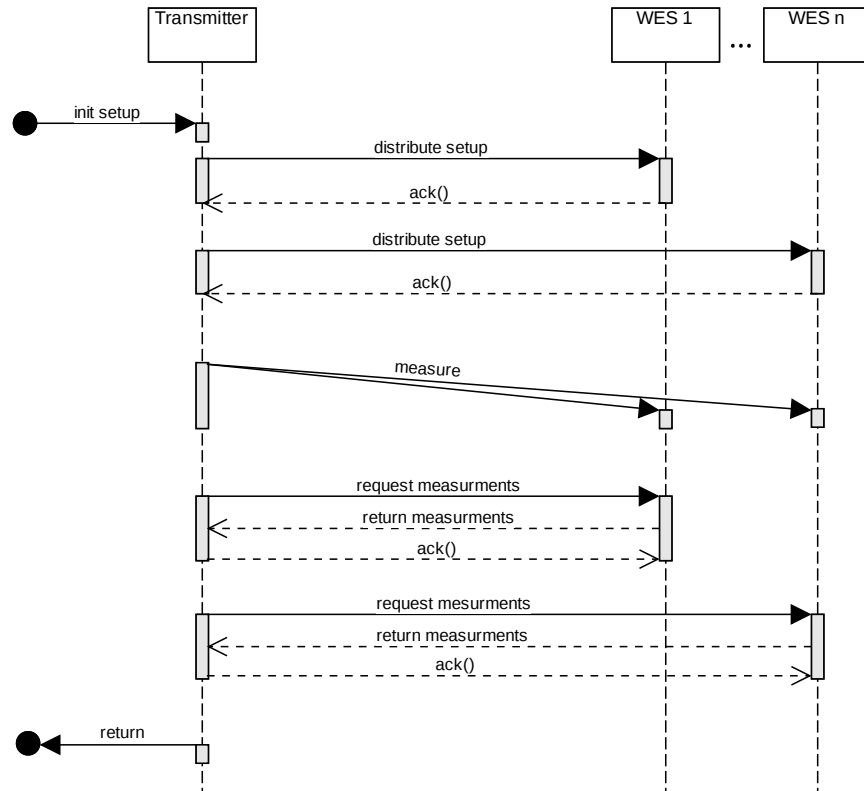 Transmitter
WES 1
...
WES n
init setup
distribute setup
ack()
distribute setup
ack()
measure
request measurments
return measurments
ack()
request mesurments
return measurments
ack()
return